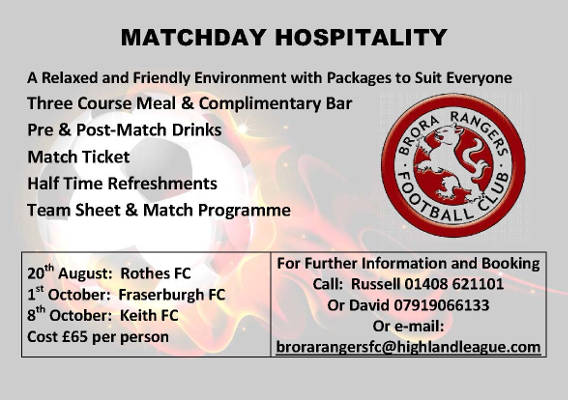 MATCHDAY HOSPITALITY
A Relaxed and Friendly Environment with Packages to Suit Everyone
Three Course Meal & Complimentary Bar
Pre & Post-Match Drinks
Match Ticket
Half Time Refreshments
Team Sheet & Match Programme
BRORA RANGERS
FOOTBALL CLUB
20th August: Rothes FC
1st October: Fraserburgh FC
8th October: Keith FC
Cost £65 per person
For Further Information and Booking
Call: Russell 01408 621101
Or David 07919066133
Or e-mail:
brorarangersfc@highlandleague.com